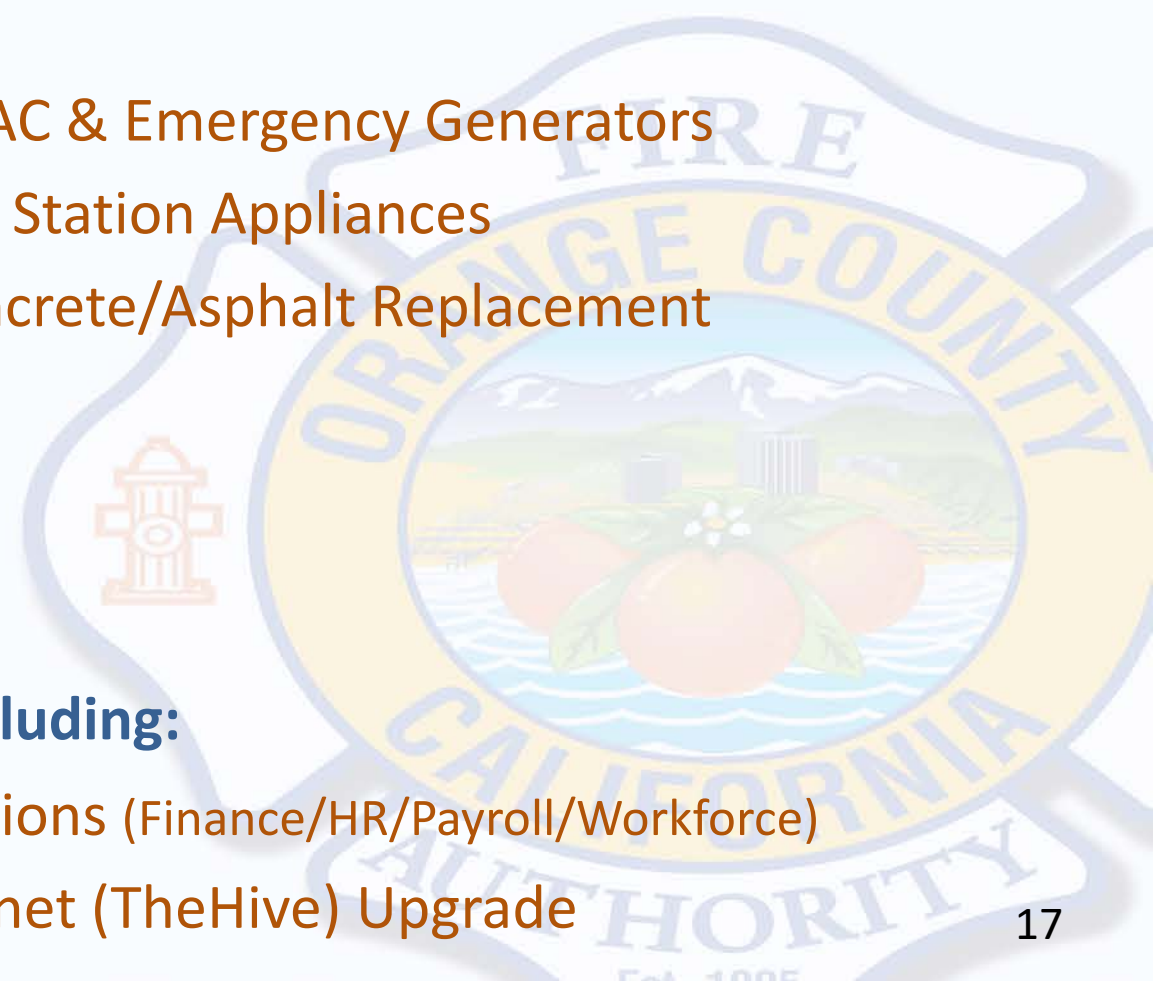 AC & Emergency Generators
Station Appliances
crete/Asphalt Replacement
luding:
ions (Finance/HR/Payroll/Workforce)
net (TheHive) Upgrade
17
FIRE
ORANGE COUNTY
CALIFORNIA
AUTHORITY